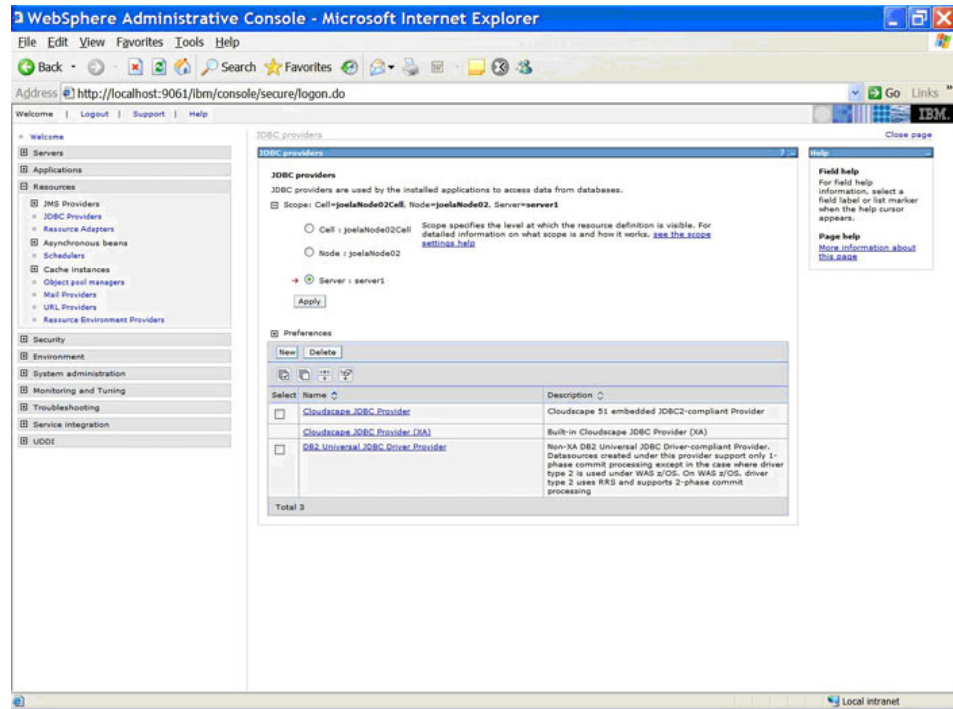 WebSphere Administrative Console - Microsoft Internet Explorer
File Edit View Favorites Tools Help
Back Search Favorites
Address http://localhost:9061/ibm/console/secure/logon.do Go Links »
Welcome | Logout | Support | Help IBM.
Welcome
Servers
Applications
Resources
JMS Providers
JDBC Providers
Resource Adapters
Asynchronous beans
Schedulers
Cache instances
Object pool managers
Mail Providers
URL Providers
Resource Environment Providers
Security
Environment
System administration
Monitoring and Tuning
Troubleshooting
Service integration
UDDI
JDBC providers Close page
JDBC providers ? _
JDBC providers
JDBC providers are used by the installed applications to access data from databases.
Scope: Cell=joelaNode02Cell, Node=joelaNode02, Server=server1
Cell : joelaNode02Cell
Node : joelaNode02
Server : server1
Scope specifies the level at which the resource definition is visible. For
detailed information on what scope is and how it works, see the scope
settings help
Apply
Preferences
New Delete
Select Name Description
Cloudscape JDBC Provider Cloudscape 51 embedded JDBC2-compliant Provider
Cloudscape JDBC Provider (XA) Built-in Cloudscape JDBC Provider (XA)
DB2 Universal JDBC Driver Provider Non-XA DB2 Universal JDBC Driver-compliant Provider.
Datasources created under this provider support only 1-
phase commit processing except in the case where driver
type 2 is used under WAS z/OS. On WAS z/OS, driver
type 2 uses RRS and supports 2-phase commit
processing
Total 3
Help
Field help
For field help
information, select a
field label or list marker
when the help cursor
appears.
Page help
More information about
this page
Local intranet